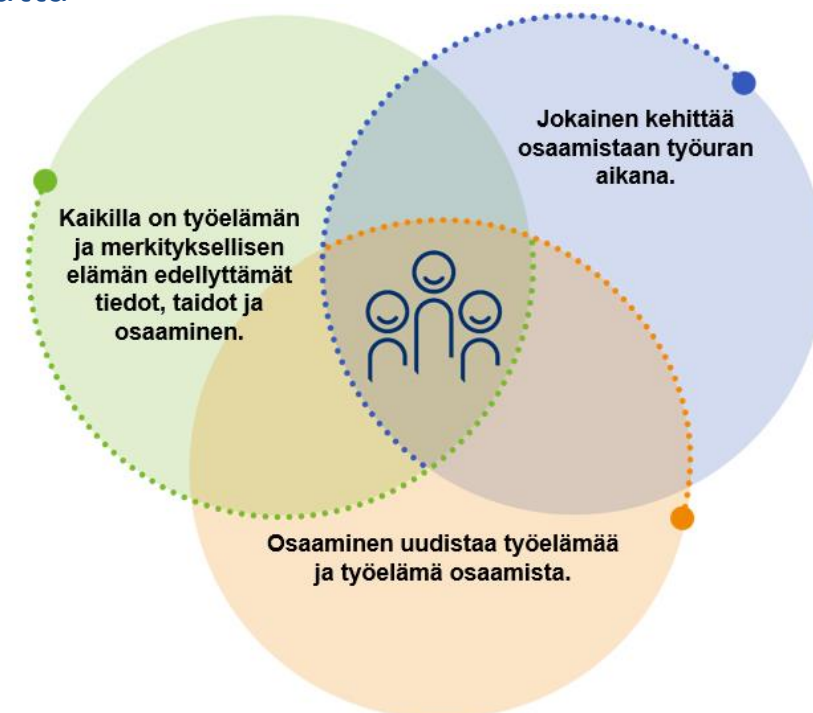 Jokainen kehittää
osaamistaan työuran
aikana.
Kaikilla on työelämän
ja merkityksellisen
elämän edellyttämät
tiedot, taidot ja
osaaminen.
Osaaminen uudistaa työelämää
ja työelämä osaamista.